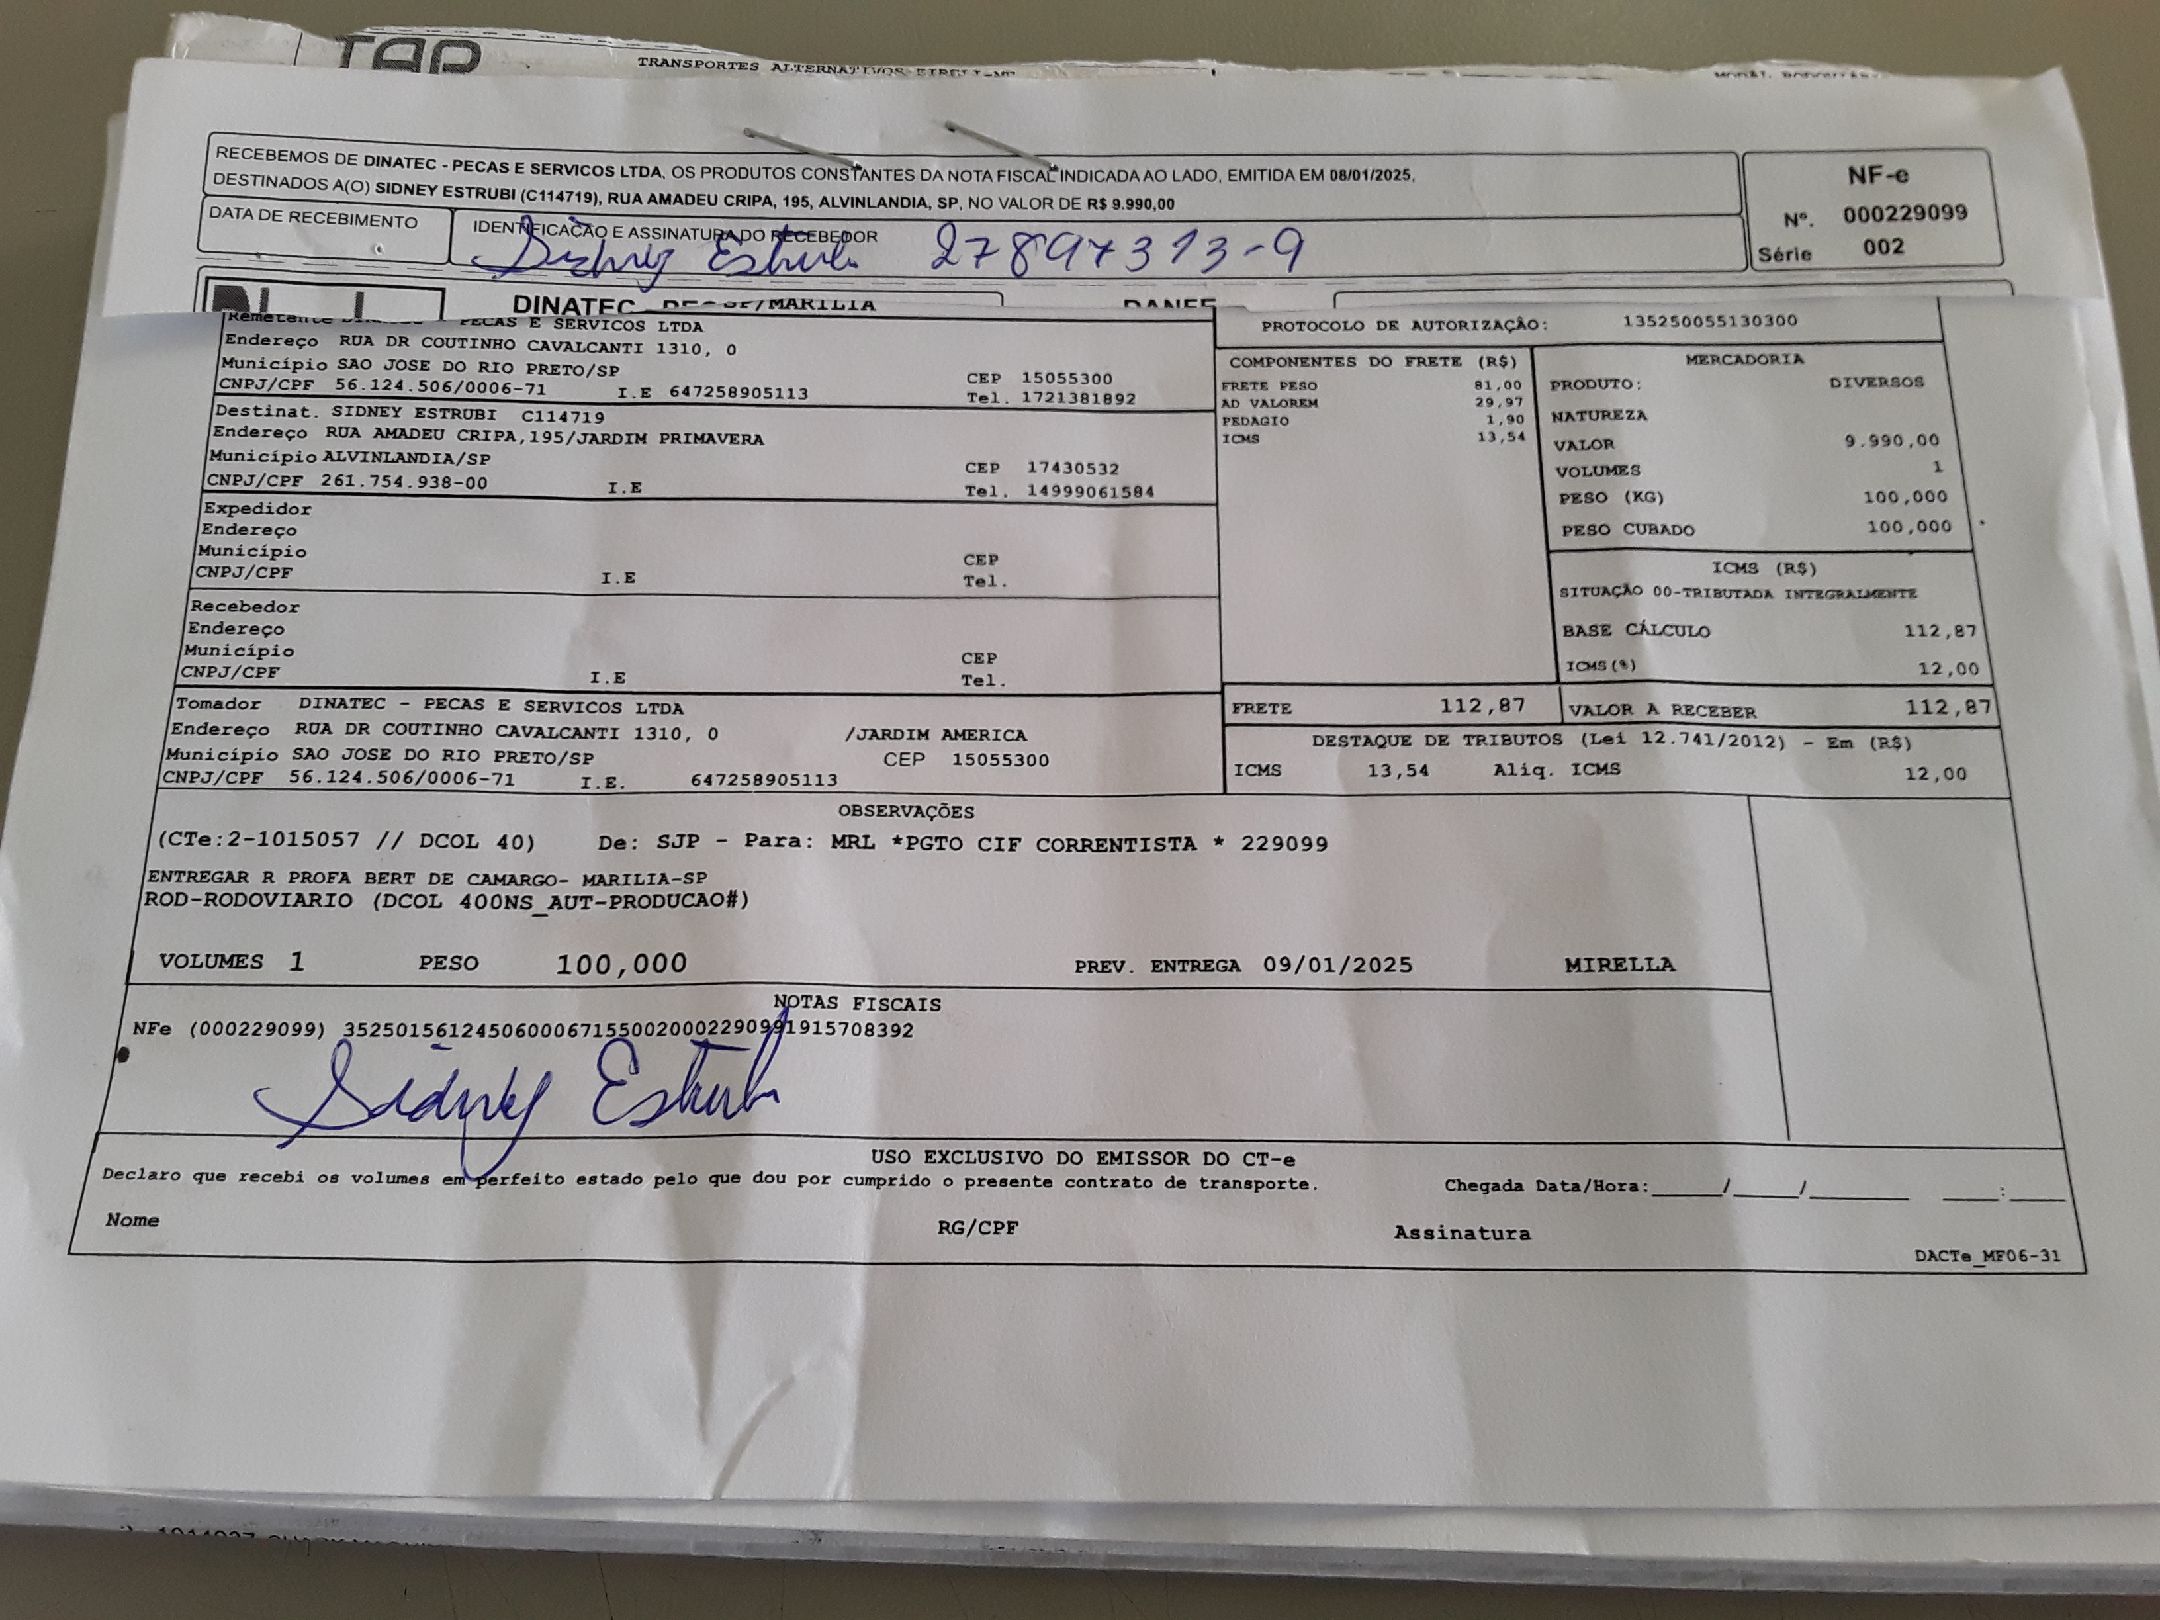 TAP
TRANSPORTES ALTERNATIVOS EIRELI-ME
RECEBEMOS DE DINATEC - PECAS E SERVICOS LTDA, OS PRODUTOS CONSTANTES DA NOTA FISCAL INDICADA AO LADO, EMITIDA EM 08/01/2025,
DESTINADOS A(O) SIDNEY ESTRUBI (C114719), RUA AMADEU CRIPA, 195, ALVINLANDIA, SP, NO VALOR DE R$ 9.990,00
DATA DE RECEBIMENTO
IDENTIFICAÇÃO E ASSINATURA DO RECEBEDOR
Sidney Estrubi 27897313-9
NF-e
Nº. 000229099
Série 002
DINATEC
/MARILIA
DANFE
Remetente PECAS E SERVICOS LTDA
Endereço RUA DR COUTINHO CAVALCANTI 1310, 0
Município SAO JOSE DO RIO PRETO/SP CEP 15055300
CNPJ/CPF 56.124.506/0006-71 I.E 647258905113 Tel. 1721381892
Destinat. SIDNEY ESTRUBI C114719
Endereço RUA AMADEU CRIPA,195/JARDIM PRIMAVERA
Município ALVINLANDIA/SP CEP 17430532
CNPJ/CPF 261.754.938-00 I.E Tel. 14999061584
Expedidor
Endereço
Município CEP
CNPJ/CPF I.E Tel.
Recebedor
Endereço
Município CEP
CNPJ/CPF I.E Tel.
Tomador DINATEC - PECAS E SERVICOS LTDA
Endereço RUA DR COUTINHO CAVALCANTI 1310, 0 /JARDIM AMERICA
Município SAO JOSE DO RIO PRETO/SP CEP 15055300
CNPJ/CPF 56.124.506/0006-71 I.E. 647258905113
PROTOCOLO DE AUTORIZAÇÃO: 135250055130300
COMPONENTES DO FRETE (R$)
FRETE PESO 81,00
AD VALOREM 29,97
PEDAGIO 1,90
ICMS 13,54
MERCADORIA
PRODUTO: DIVERSOS
NATUREZA
VALOR 9.990,00
VOLUMES 1
PESO (KG) 100,000
PESO CUBADO 100,000
ICMS (R$)
SITUAÇÃO 00-TRIBUTADA INTEGRALMENTE
BASE CÁLCULO 112,87
ICMS(%) 12,00
FRETE 112,87 VALOR A RECEBER 112,87
DESTAQUE DE TRIBUTOS (Lei 12.741/2012) - Em (R$)
ICMS 13,54 Aliq. ICMS 12,00
OBSERVAÇÕES
(CTe:2-1015057 // DCOL 40) De: SJP - Para: MRL *PGTO CIF CORRENTISTA * 229099
ENTREGAR R PROFA BERT DE CAMARGO- MARILIA-SP
ROD-RODOVIARIO (DCOL 400NS_AUT-PRODUCAO#)
VOLUMES 1 PESO 100,000 PREV. ENTREGA 09/01/2025 MIRELLA
NOTAS FISCAIS
NFe (000229099) 35250156124506000671550020002290991915708392
Sidney Estrubi
USO EXCLUSIVO DO EMISSOR DO CT-e
Declaro que recebi os volumes em perfeito estado pelo que dou por cumprido o presente contrato de transporte. Chegada Data/Hora:_____/_____/_______ ____:____
Nome RG/CPF Assinatura
DACTe_MF06-31